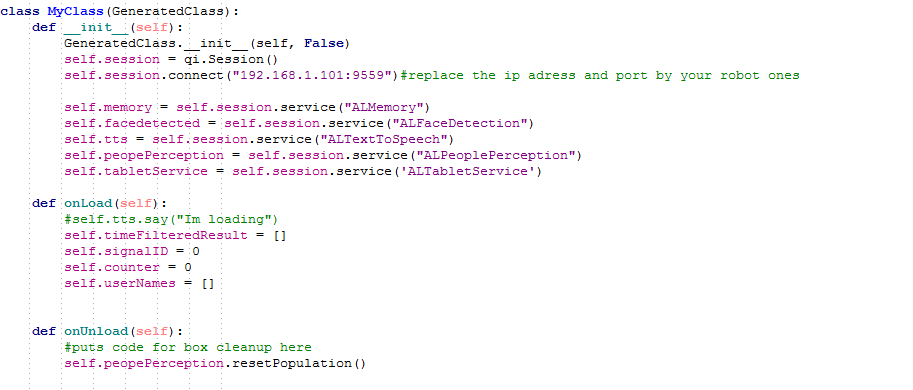 class MyClass(GeneratedClass):
    def __init__(self):
        GeneratedClass.__init__(self, False)
        self.session = qi.Session()
        self.session.connect("192.168.1.101:9559")#replace the ip adress and port by your robot ones
        self.memory = self.session.service("ALMemory")
        self.facedetected = self.session.service("ALFaceDetection")
        self.tts = self.session.service("ALTextToSpeech")
        self.peopePerception = self.session.service("ALPeoplePerception")
        self.tabletService = self.session.service('ALTabletService')
    def onLoad(self):
        #self.tts.say("Im loading")
        self.timeFilteredResult = []
        self.signalID = 0
        self.counter = 0
        self.userNames = []
    def onUnload(self):
        #puts code for box cleanup here
        self.peopePerception.resetPopulation()